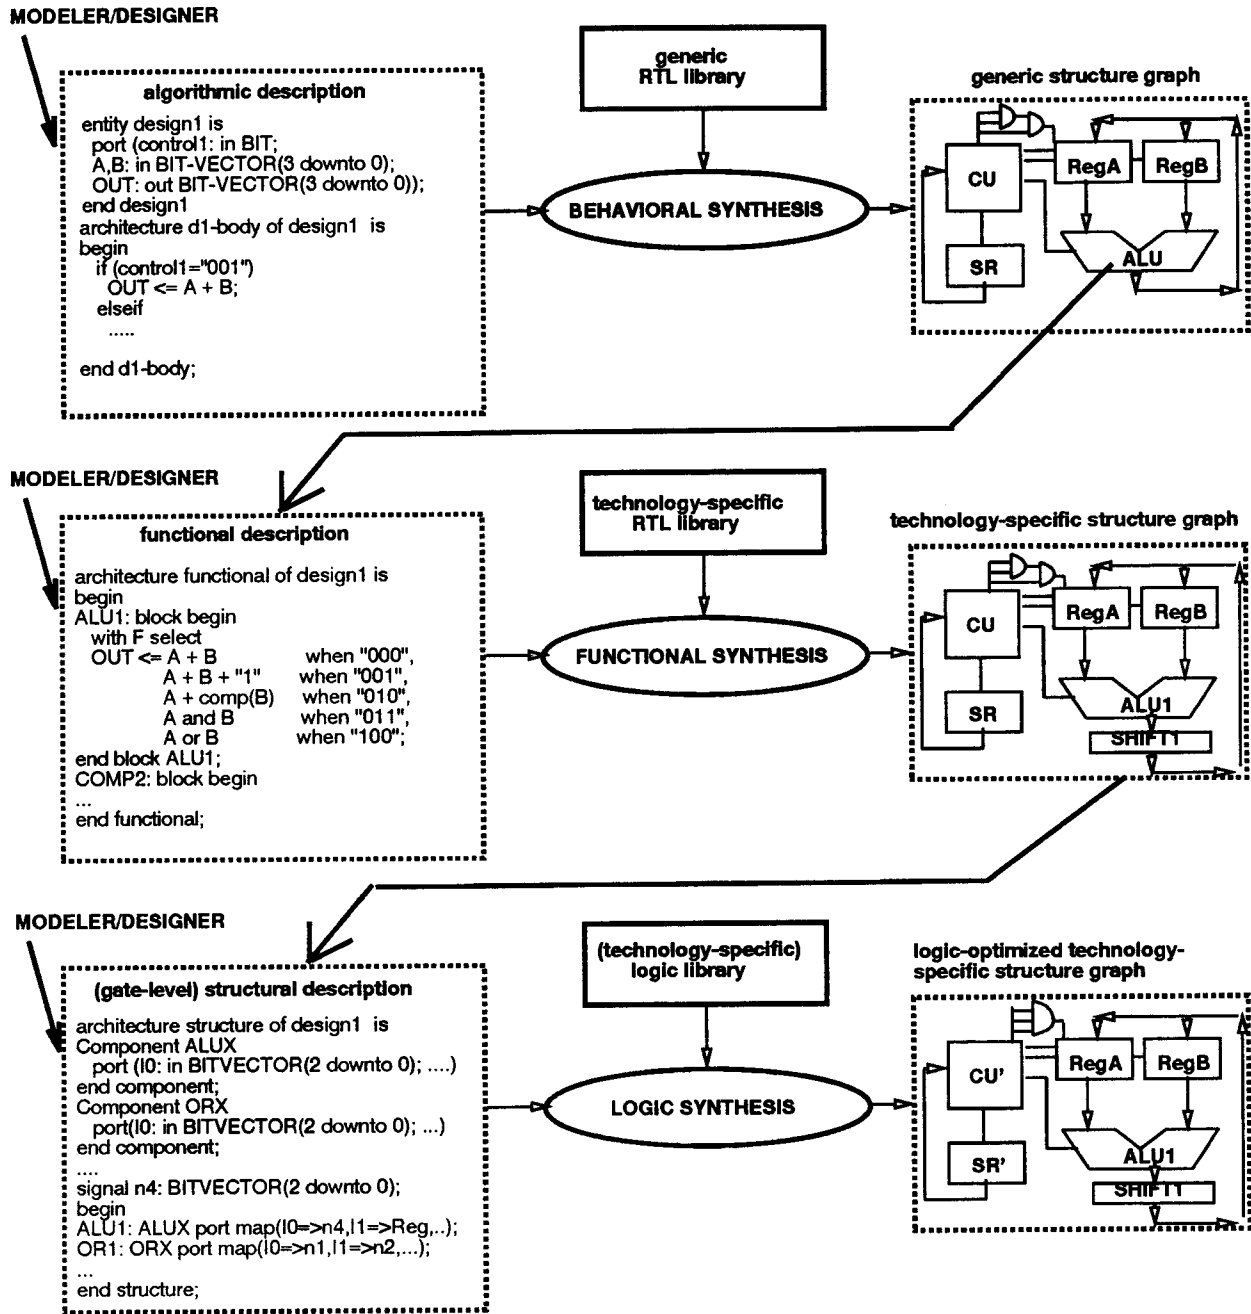 MODELER/DESIGNER
algorithmic description
entity design1 is
port (control1: in BIT;
A,B: in BIT-VECTOR(3 downto 0);
OUT: out BIT-VECTOR(3 downto 0));
end design1
architecture d1-body of design1 is
begin
if (control1="001")
OUT <= A + B;
elseif
.....
end d1-body;
generic
RTL library
BEHAVIORAL SYNTHESIS
generic structure graph
CU
RegA
RegB
SR
ALU
MODELER/DESIGNER
functional description
architecture functional of design1 is
begin
ALU1: block begin
with F select
OUT <= A + B when "000",
A + B + "1" when "001",
A + comp(B) when "010",
A and B when "011",
A or B when "100";
end block ALU1;
COMP2: block begin
...
end functional;
technology-specific
RTL library
FUNCTIONAL SYNTHESIS
technology-specific structure graph
CU
RegA
RegB
SR
ALU1
SHIFT1
MODELER/DESIGNER
(gate-level) structural description
architecture structure of design1 is
Component ALUX
port (I0: in BITVECTOR(2 downto 0); ....)
end component;
Component ORX
port(I0: in BITVECTOR(2 downto 0); ...)
end component;
....
signal n4: BITVECTOR(2 downto 0);
begin
ALU1: ALUX port map(I0=>n4,I1=>Reg,..);
OR1: ORX port map(I0=>n1,I1=>n2,...);
...
end structure;
(technology-specific)
logic library
LOGIC SYNTHESIS
logic-optimized technology-
specific structure graph
CU'
RegA
RegB
SR'
ALU1
SHIFT1